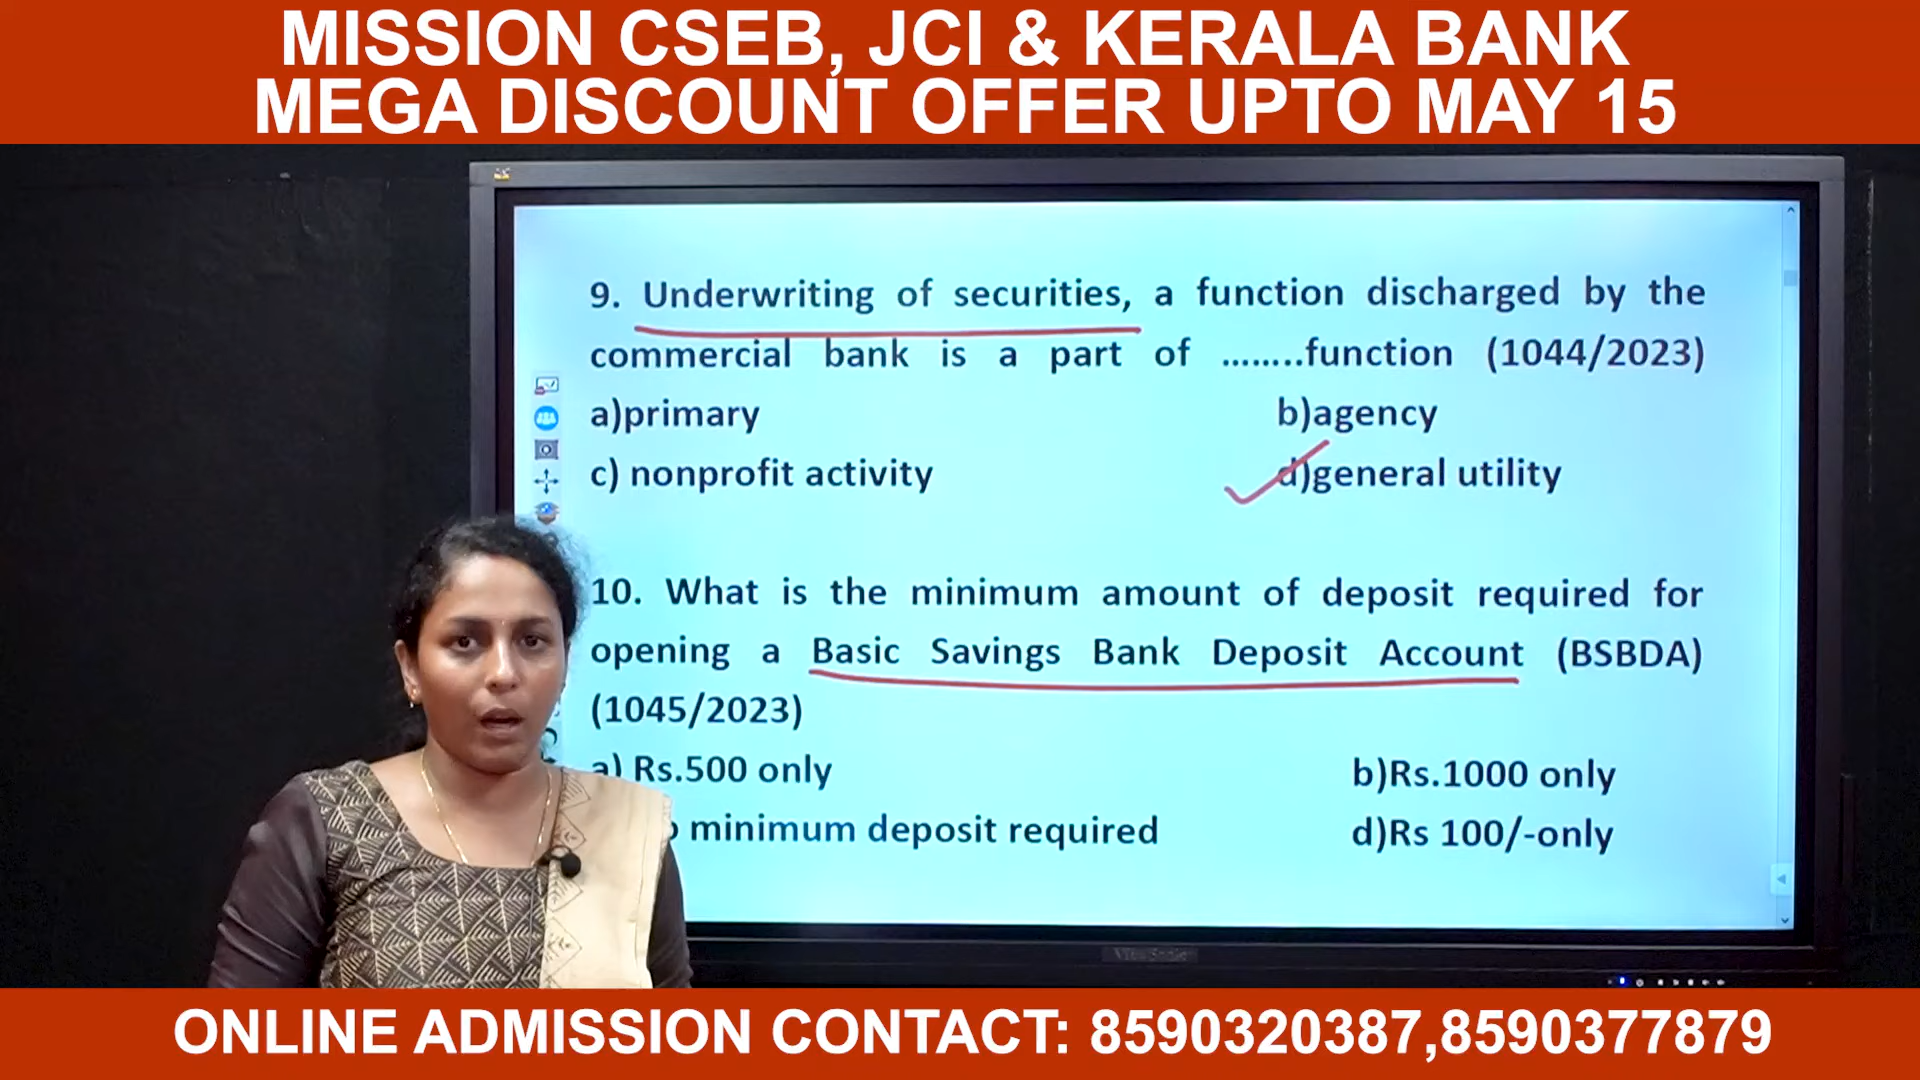 MISSION CSEB, JCI & KERALA BANK
MEGA DISCOUNT OFFER UPTO MAY 15
9. Underwriting of securities, a function discharged by the
commercial bank is a part of ........function (1044/2023)
a)primary b)agency
c) nonprofit activity d)general utility
10. What is the minimum amount of deposit required for
opening a Basic Savings Bank Deposit Account (BSBDA)
(1045/2023)
a) Rs.500 only b)Rs.1000 only
minimum deposit required d)Rs 100/-only
ViewSonic
ONLINE ADMISSION CONTACT: 8590320387,8590377879